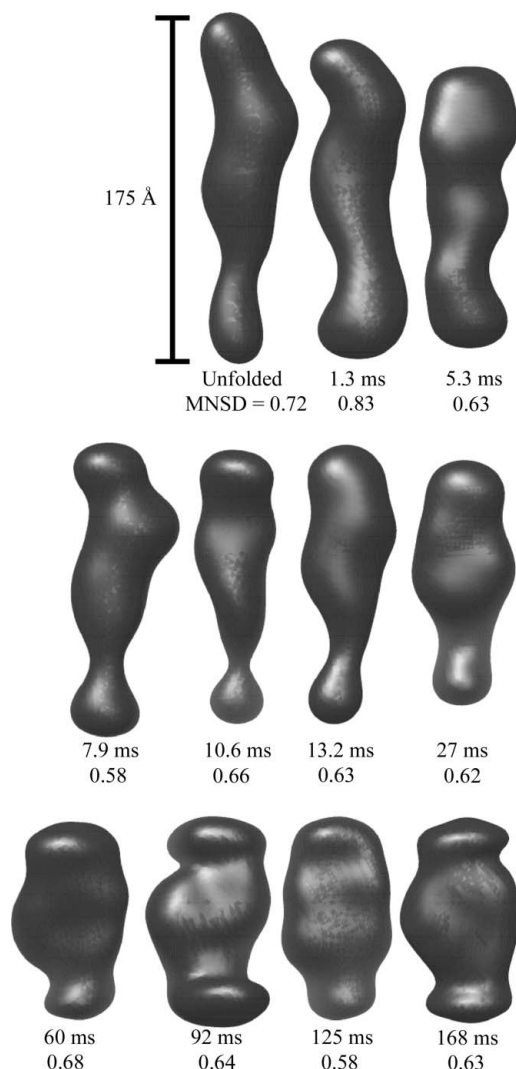 175 Å
Unfolded 1.3 ms 5.3 ms
MNSD = 0.72 0.83 0.63
7.9 ms 10.6 ms 13.2 ms 27 ms
0.58 0.66 0.63 0.62
60 ms 92 ms 125 ms 168 ms
0.68 0.64 0.58 0.63